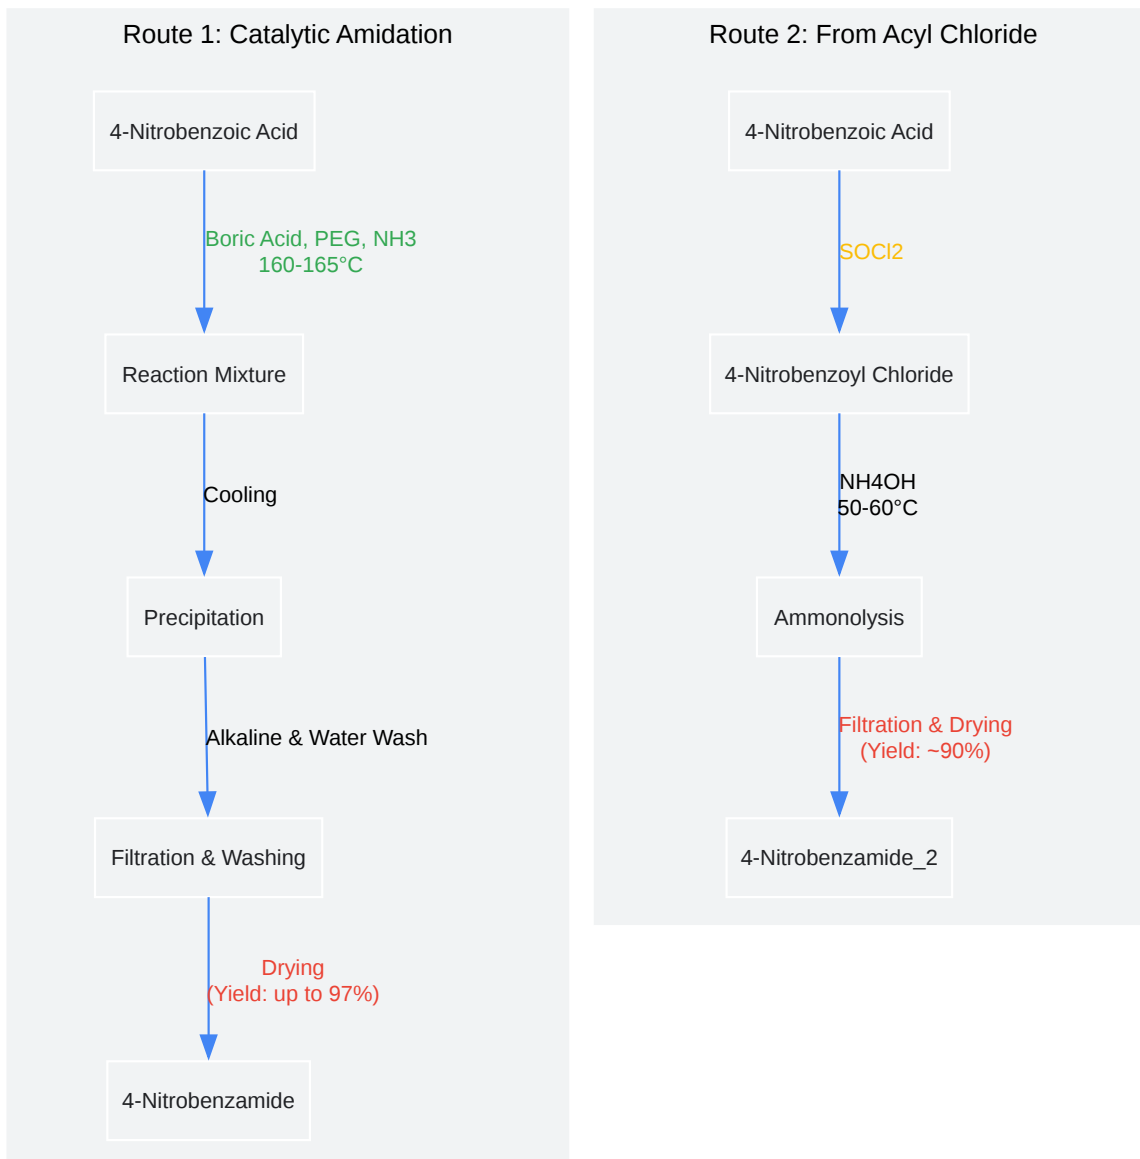 Route 1: Catalytic Amidation
4-Nitrobenzoic Acid
Boric Acid, PEG, NH3
160-165°C
Reaction Mixture
Cooling
Precipitation
Alkaline & Water Wash
Filtration & Washing
Drying
(Yield: up to 97%)
4-Nitrobenzamide
Route 2: From Acyl Chloride
4-Nitrobenzoic Acid
SOCl2
4-Nitrobenzoyl Chloride
NH4OH
50-60°C
Ammonolysis
Filtration & Drying
(Yield: ~90%)
4-Nitrobenzamide_2